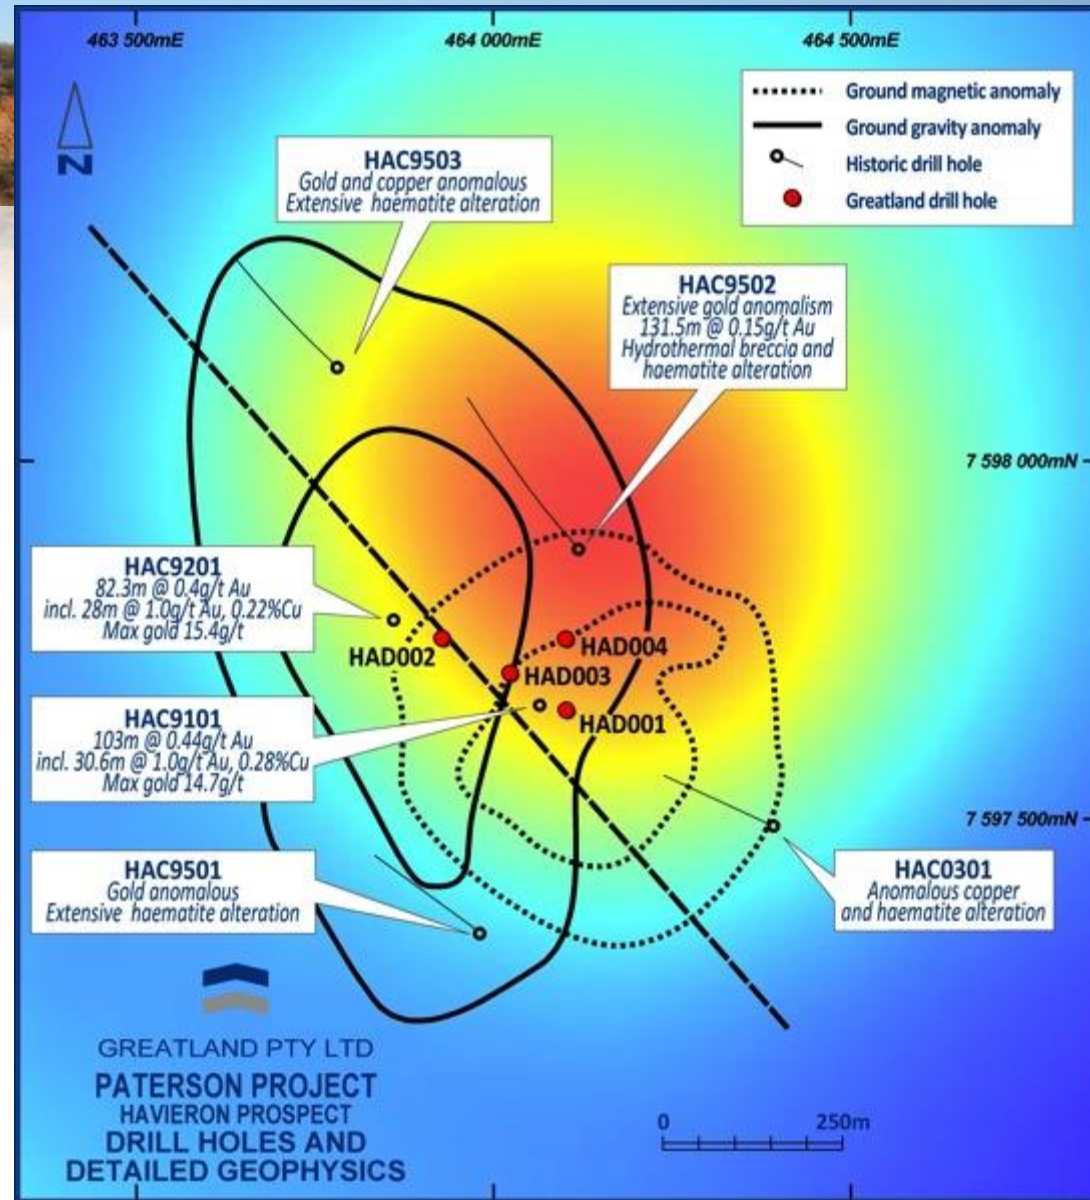 463 500mE
464 000mE
464 500mE
N
Ground magnetic anomaly
Ground gravity anomaly
Historic drill hole
Greatland drill hole
HAC9503
Gold and copper anomalous
Extensive haematite alteration
HAC9502
Extensive gold anomalism
131.5m @ 0.15g/t Au
Hydrothermal breccia and
haematite alteration
7 598 000mN
HAC9201
82.3m @ 0.4g/t Au
incl. 28m @ 1.0g/t Au, 0.22%Cu
Max gold 15.4g/t
HAD002
HAD004
HAD003
HAD001
HAC9101
103m @ 0.44g/t Au
incl. 30.6m @ 1.0g/t Au, 0.28%Cu
Max gold 14.7g/t
7 597 500mN
HAC9501
Gold anomalous
Extensive haematite alteration
HAC0301
Anomalous copper
and haematite alteration
GREATLAND PTY LTD
PATERSON PROJECT
HAVIERON PROSPECT
DRILL HOLES AND
DETAILED GEOPHYSICS
0 250m